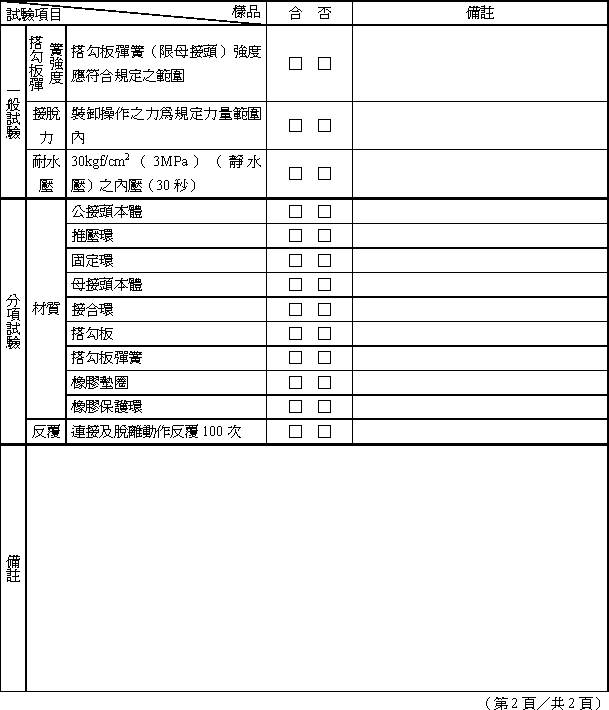 試驗項目 樣品 合 否 備註
一般試驗
搭勾板彈簧強度
搭勾板彈簧（限母接頭）強度
應符合規定之範圍
□ □
接脫
力
裝卸操作之力為規定力量範圍
內
□ □
耐水
壓
30kgf/cm² （ 3MPa ）（ 靜 水
壓）之內壓（30 秒）
□ □
分項試驗
材質
公接頭本體 □ □
推壓環 □ □
固定環 □ □
母接頭本體 □ □
接合環 □ □
搭勾板 □ □
搭勾板彈簧 □ □
橡膠墊圈 □ □
橡膠保護環 □ □
反覆 連接及脫離動作反覆 100 次 □ □
備註
（第 2 頁／共 2 頁）